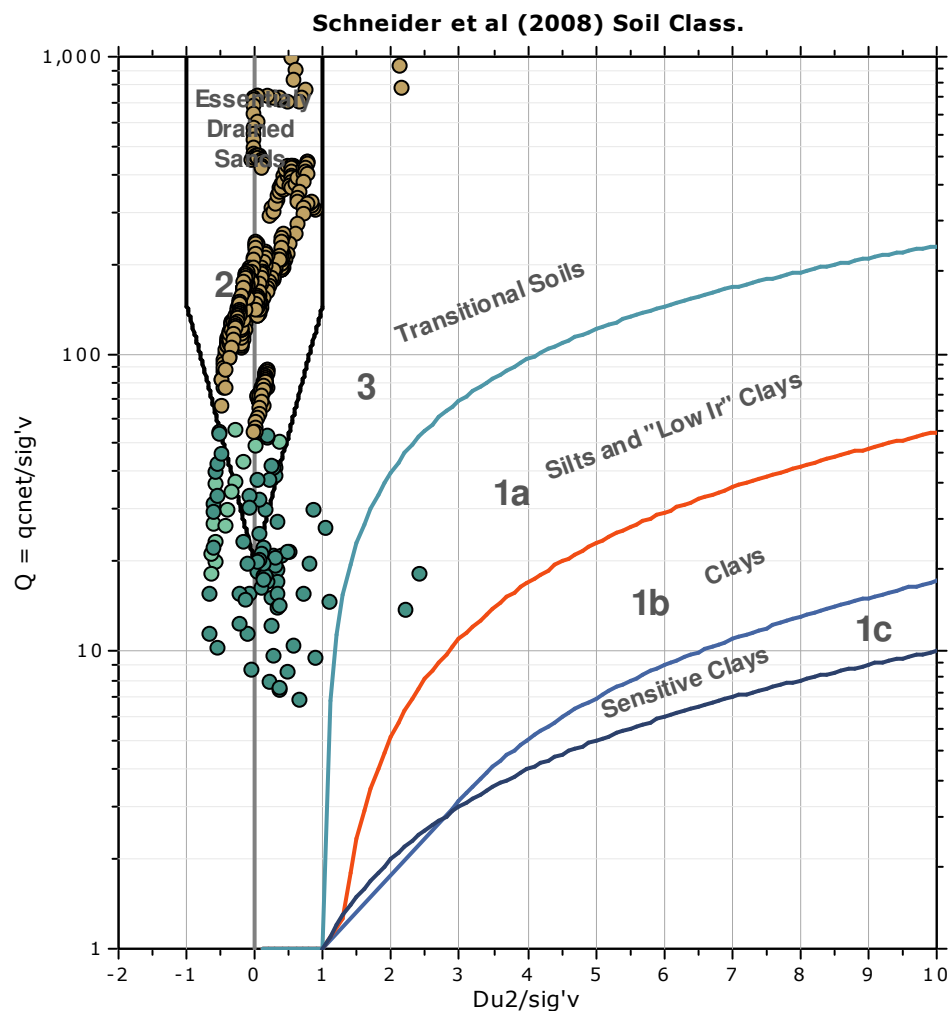 Schneider et al (2008) Soil Class.
1,000
Essentialy
Drained
Sands
2
Transitional Soils
3
100
Silts and "Low Ir" Clays
1a
Q = qcnet/sig'v
Clays
1b
1c
10
Sensitive Clays
1
-2 -1 0 1 2 3 4 5 6 7 8 9 10
Du2/sig'v